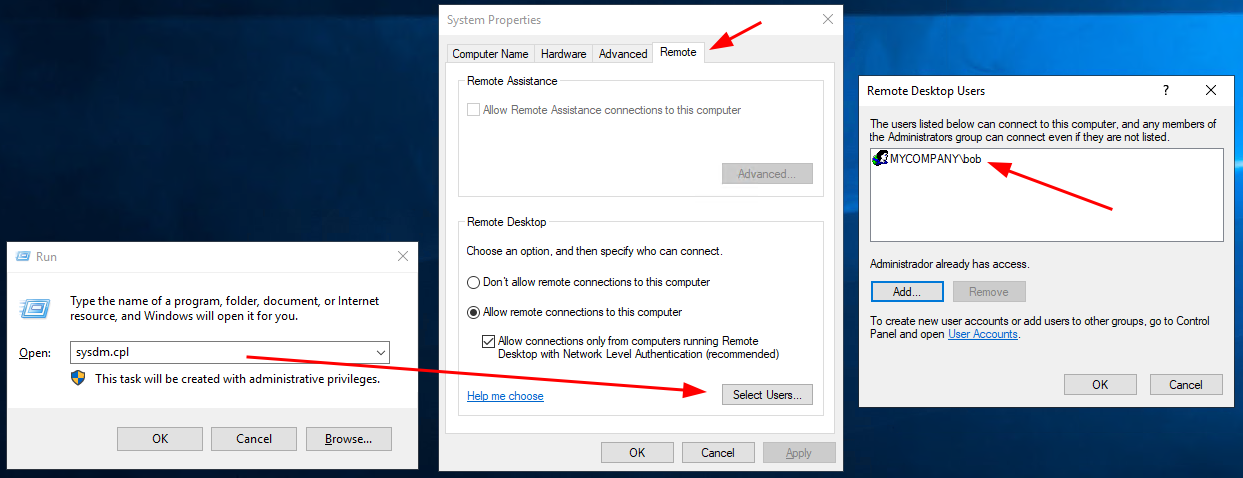 Run
Type the name of a program, folder, document, or Internet
resource, and Windows will open it for you.
Open:
sysdm.cpl
This task will be created with administrative privileges.
OK
Cancel
Browse...
System Properties
Computer Name
Hardware
Advanced
Remote
Remote Assistance
Allow Remote Assistance connections to this computer
Advanced...
Remote Desktop
Choose an option, and then specify who can connect.
Don't allow remote connections to this computer
Allow remote connections to this computer
Allow connections only from computers running Remote
Desktop with Network Level Authentication (recommended)
Help me choose
Select Users...
OK
Cancel
Apply
Remote Desktop Users
?
The users listed below can connect to this computer, and any members of
the Administrators group can connect even if they are not listed.
MYCOMPANY\bob
Administrador already has access.
Add...
Remove
To create new user accounts or add users to other groups, go to Control
Panel and open User Accounts.
OK
Cancel